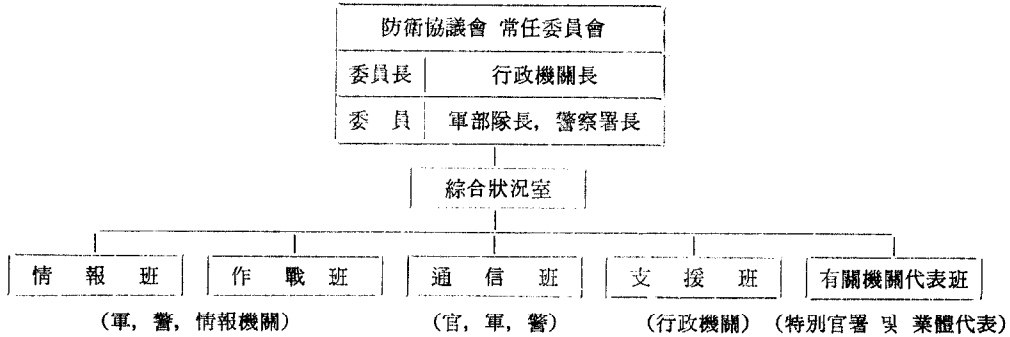 防衛協議會 常任委員會
委員長 行政機關長
委 員 軍部隊長, 警察署長
綜合狀況室
情 報 班 作 戰 班 通 信 班 支 援 班 有關機關代表班
(軍, 警, 情報機關) (官, 軍, 警) (行政機關) (特別官署 및 業體代表)